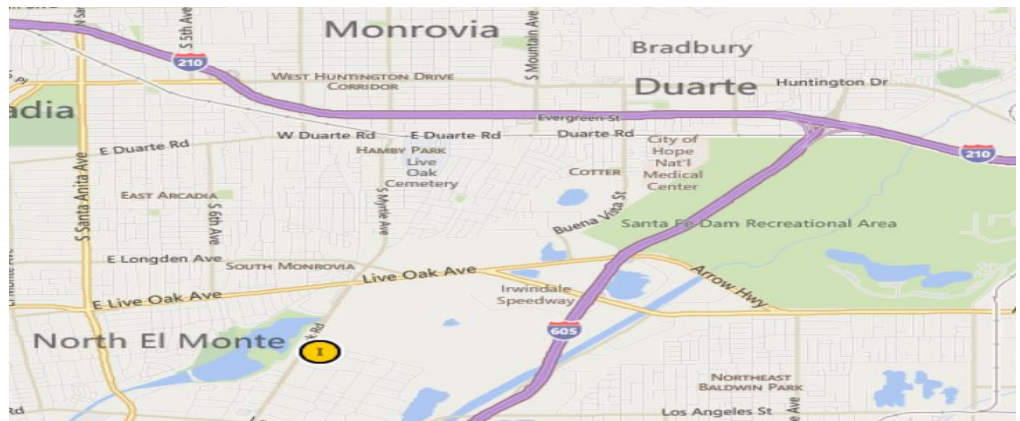 N Sa
S 5th Ave
Monrovia
S Mountain Ave
Bradbury
210
West Huntington Drive
Corridor
Duarte
Huntington Dr
adia
Evergreen St
E Duarte Rd
W Duarte Rd
E Duarte Rd
Duarte Rd
Hamby Park
Live
Oak
Cemetery
City of
Hope
Nat'l
Medical
Center
210
Cotter
S Santa Anita Ave
East Arcadia
S 6th Ave
S Myrtle Ave
Buena Vista St
Santa Fe Dam Recreational Area
E Longden Ave
South Monrovia
Live Oak Ave
Arrow Hwy
Irwindale
Speedway
E Live Oak Ave
605
North El Monte
k Rd
I
Northeast
Baldwin Park
Rd
Los Angeles St
e Ave